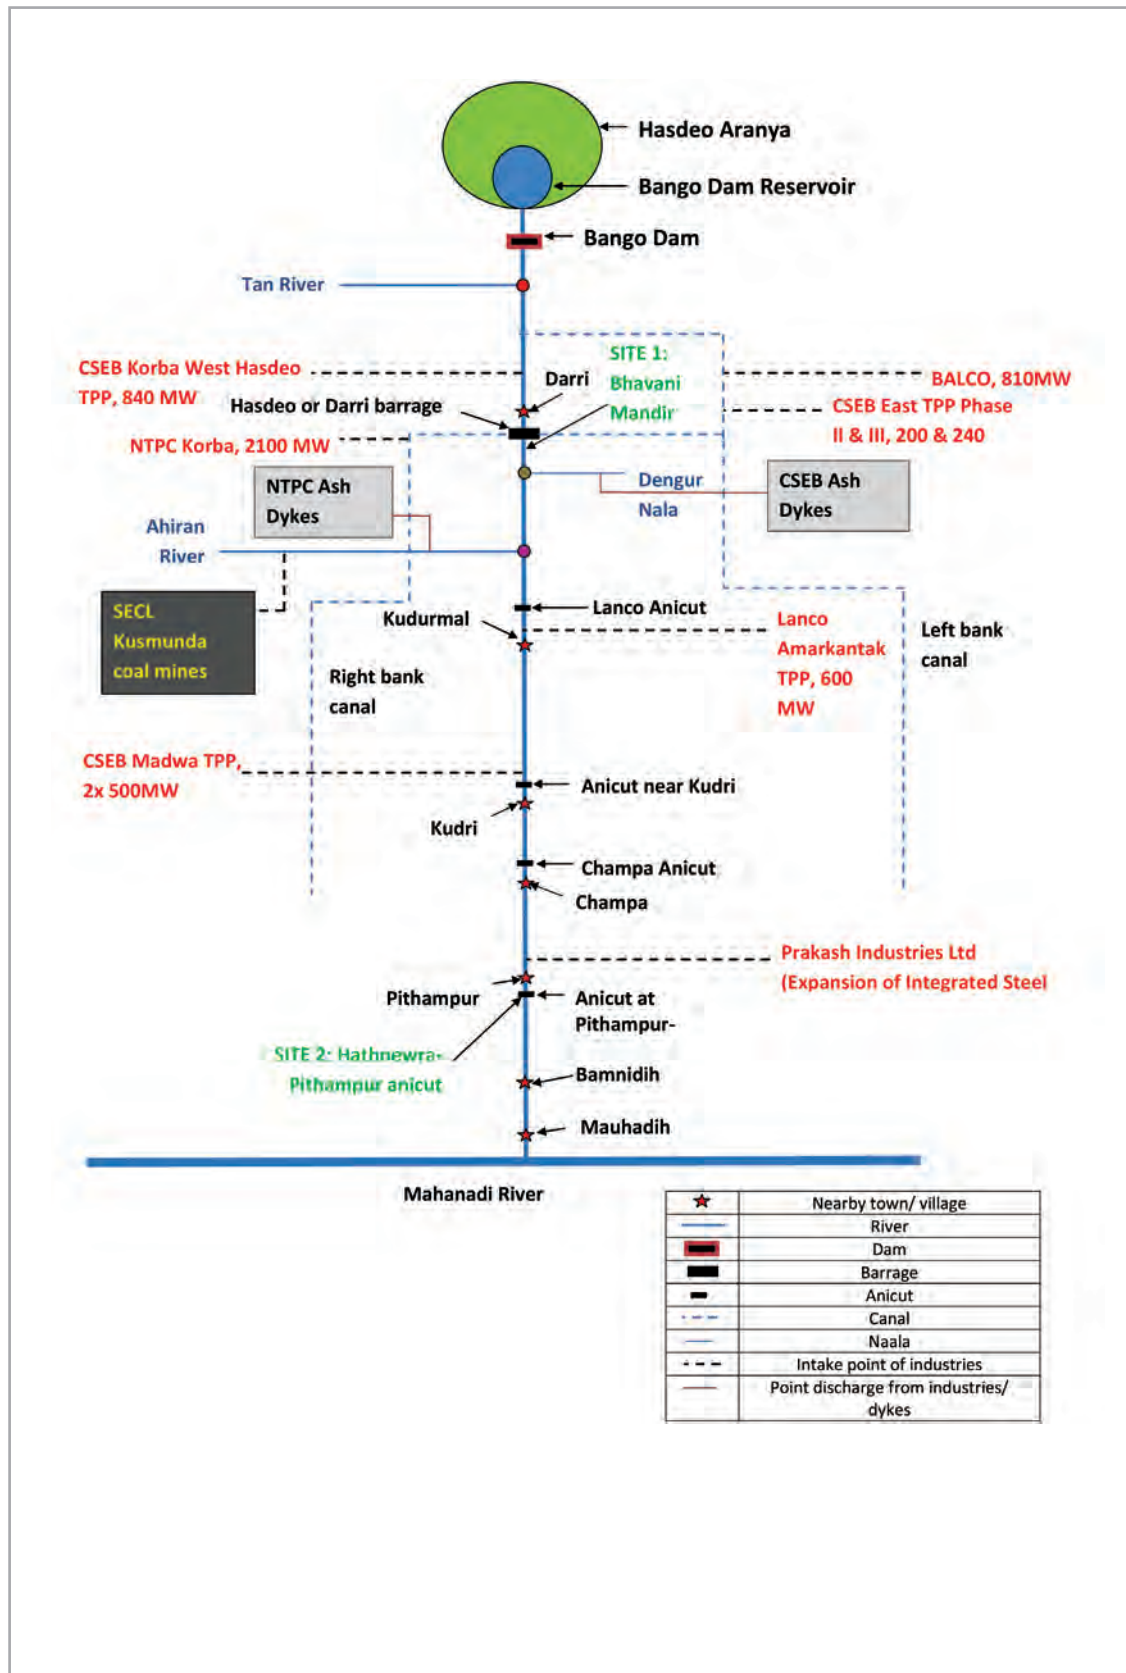 Hasdeo Aranya
Bango Dam Reservoir
Bango Dam
Tan River
CSEB Korba West Hasdeo
TPP, 840 MW
SITE 1:
Bhavani
Mandir
Darri
BALCO, 810MW
CSEB East TPP Phase
II & III, 200 & 240
Hasdeo or Darri barrage
NTPC Korba, 2100 MW
NTPC Ash
Dykes
Dengur
Nala
CSEB Ash
Dykes
Ahiran
River
SECL
Kusmunda
coal mines
Lanco Anicut
Kudurmal
Lanco
Amarkantak
TPP, 600
MW
Left bank
canal
Right bank
canal
CSEB Madwa TPP,
2x 500MW
Anicut near Kudri
Kudri
Champa Anicut
Champa
Prakash Industries Ltd
(Expansion of Integrated Steel
Pithampur
Anicut at
Pithampur-
SITE 2: Hathnewra-
Pithampur anicut
Bamnidih
Mauhadih
Mahanadi River
Nearby town/ village
River
Dam
Barrage
Anicut
Canal
Naala
Intake point of industries
Point discharge from industries/
dykes